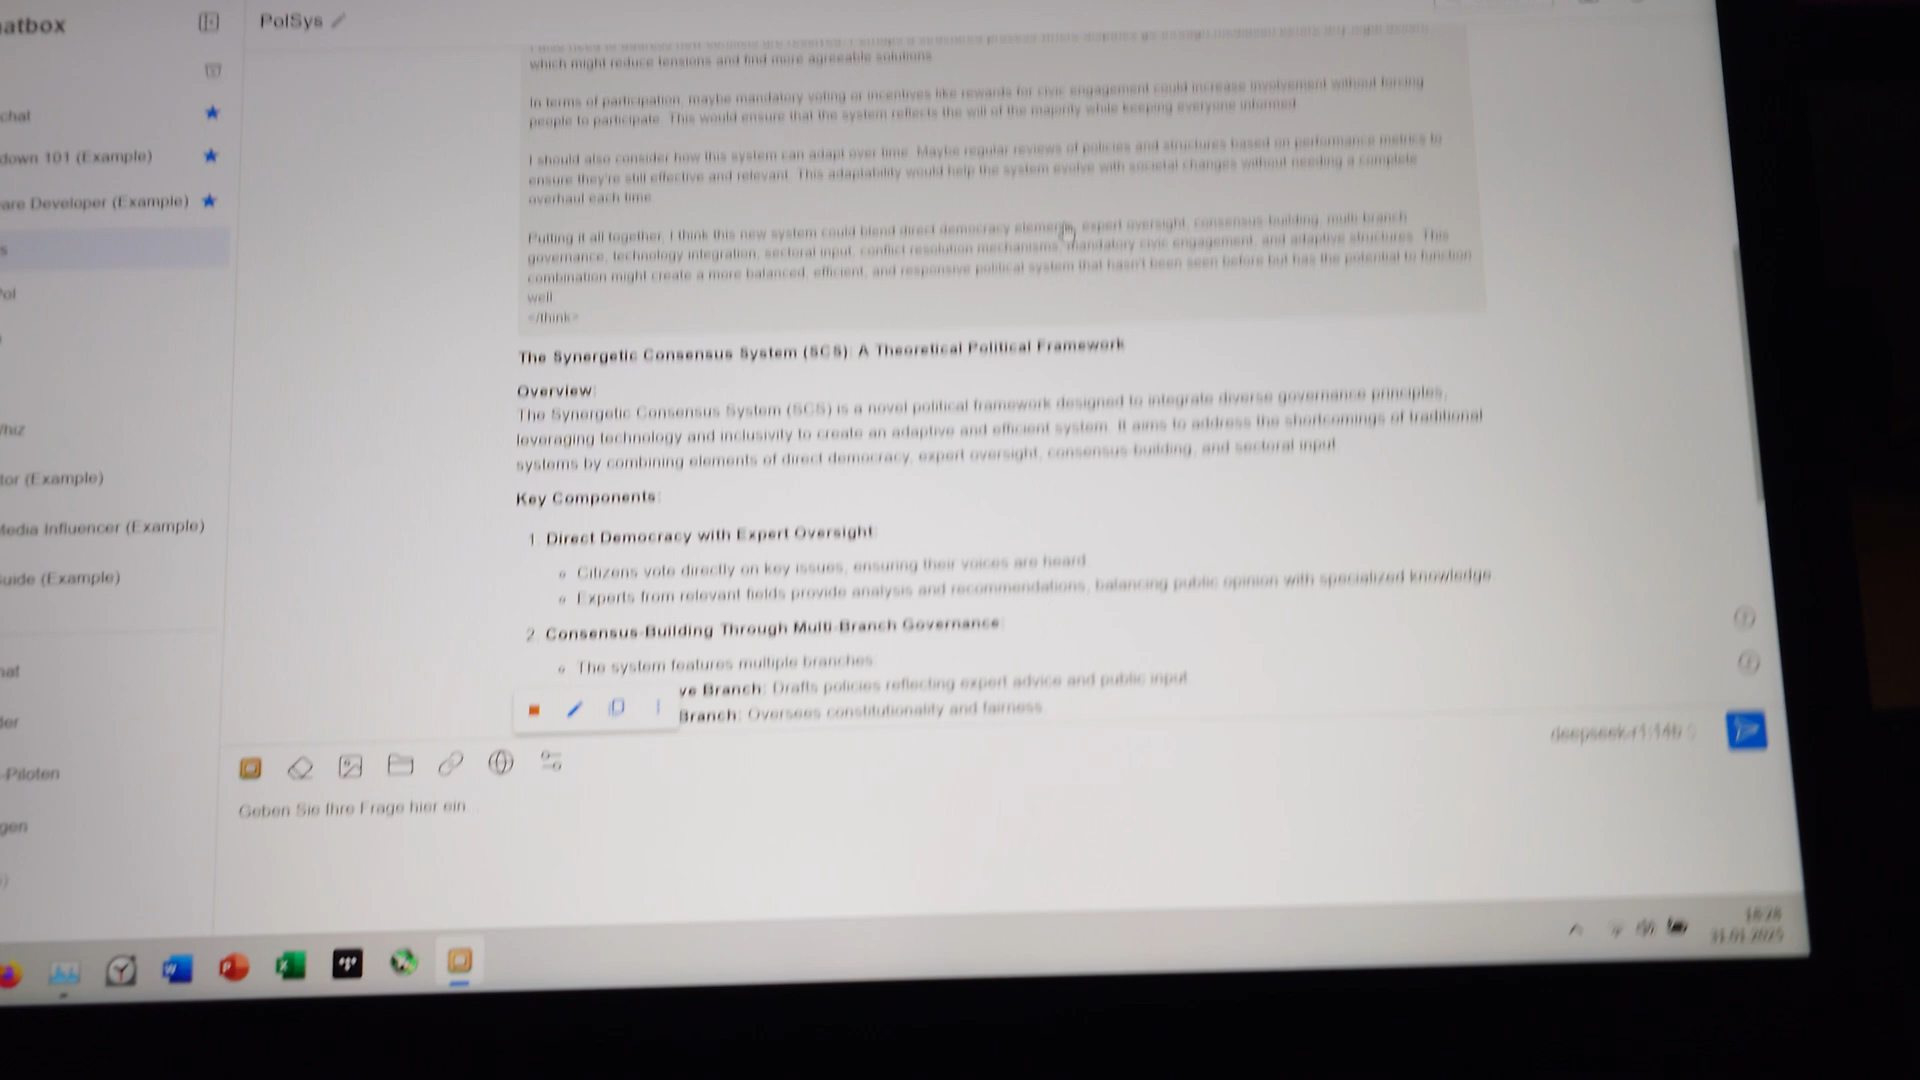 atbox
PolSys
which might reduce tensions and find more agreeable solutions
chat
In terms of participation, maybe mandatory voting or incentives like rewards for civic engagement could increase involvement without forcing
people to participate. This would ensure that the system reflects the will of the majority while keeping everyone informed
down 101 (Example)
I should also consider how this system can adapt over time. Maybe regular reviews of policies and structures based on performance metrics to
ensure they're still effective and relevant. This adaptability would help the system evolve with societal changes without needing a complete
overhaul each time
are Developer (Example)
s
Putting it all together, I think this new system could blend direct democracy elements, expert oversight, consensus-building, multi-branch
governance, technology integration, sectoral input, conflict resolution mechanisms, mandatory civic engagement, and adaptive structures. This
combination might create a more balanced, efficient, and responsive political system that hasn't been seen before but has the potential to function
well
</think>
Pol
The Synergetic Consensus System (SCS): A Theoretical Political Framework
Overview:
The Synergetic Consensus System (SCS) is a novel political framework designed to integrate diverse governance principles,
leveraging technology and inclusivity to create an adaptive and efficient system. It aims to address the shortcomings of traditional
systems by combining elements of direct democracy, expert oversight, consensus-building, and sectoral input
/biz
tor (Example)
Key Components:
Media Influencer (Example)
1. Direct Democracy with Expert Oversight:
Citizens vote directly on key issues, ensuring their voices are heard
Experts from relevant fields provide analysis and recommendations, balancing public opinion with specialized knowledge
Guide (Example)
2. Consensus-Building Through Multi-Branch Governance:
The system features multiple branches:
ve Branch: Drafts policies reflecting expert advice and public input
Branch: Oversees constitutionality and fairness
hat
der
-Piloten
gen
deepseek-r1:14b
Geben Sie Ihre Frage hier ein
18:28
31.01.2025